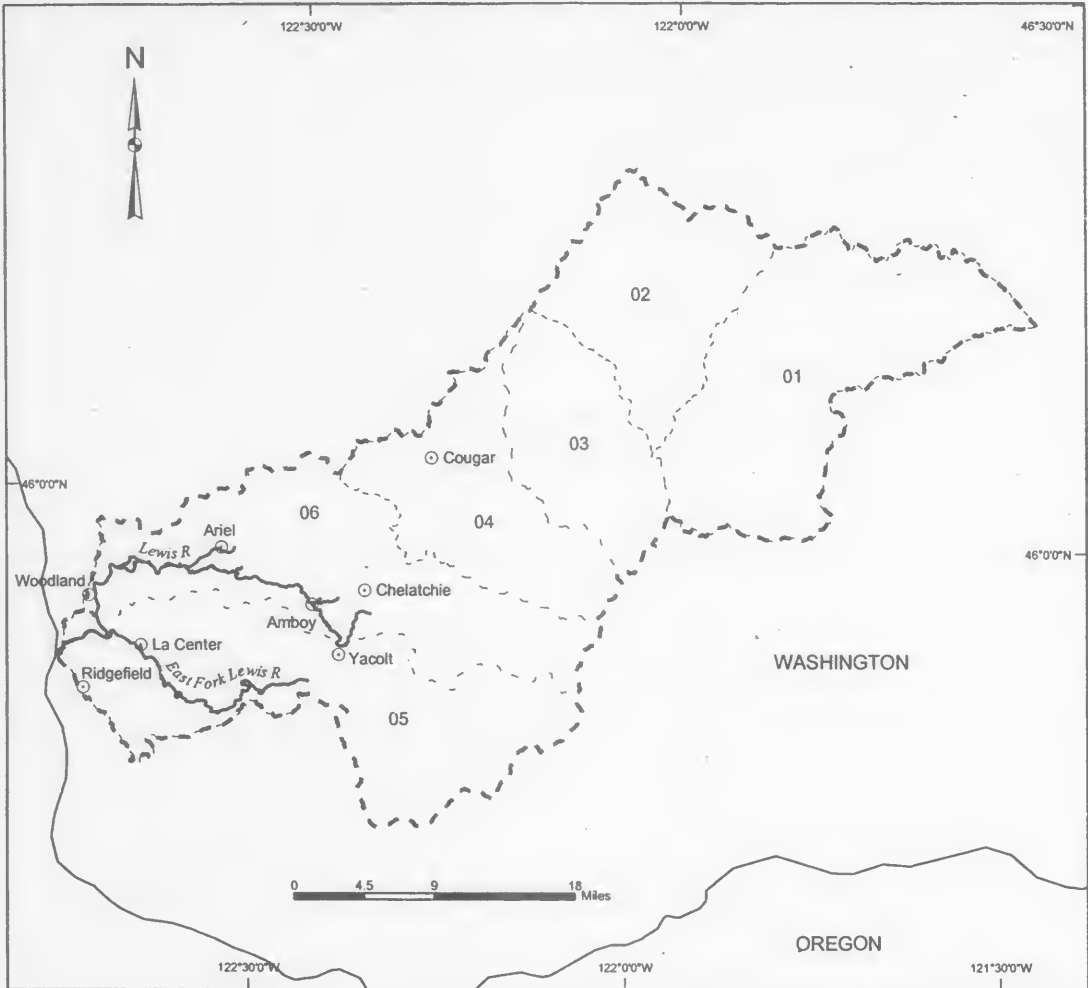 122°30'0"W
122°0'0"W
46°30'0"N
N
02
01
03
Cougar
46°0'0"N
04
06
Ariel
Lewis R
46°0'0"N
Woodland
Chelatchie
Amboy
La Center
Yacolt
WASHINGTON
Ridgefield
East Fork Lewis R
05
0 4.5 9 18
Miles
OREGON
122°30'0"W
122°0'0"W
121°30'0"W